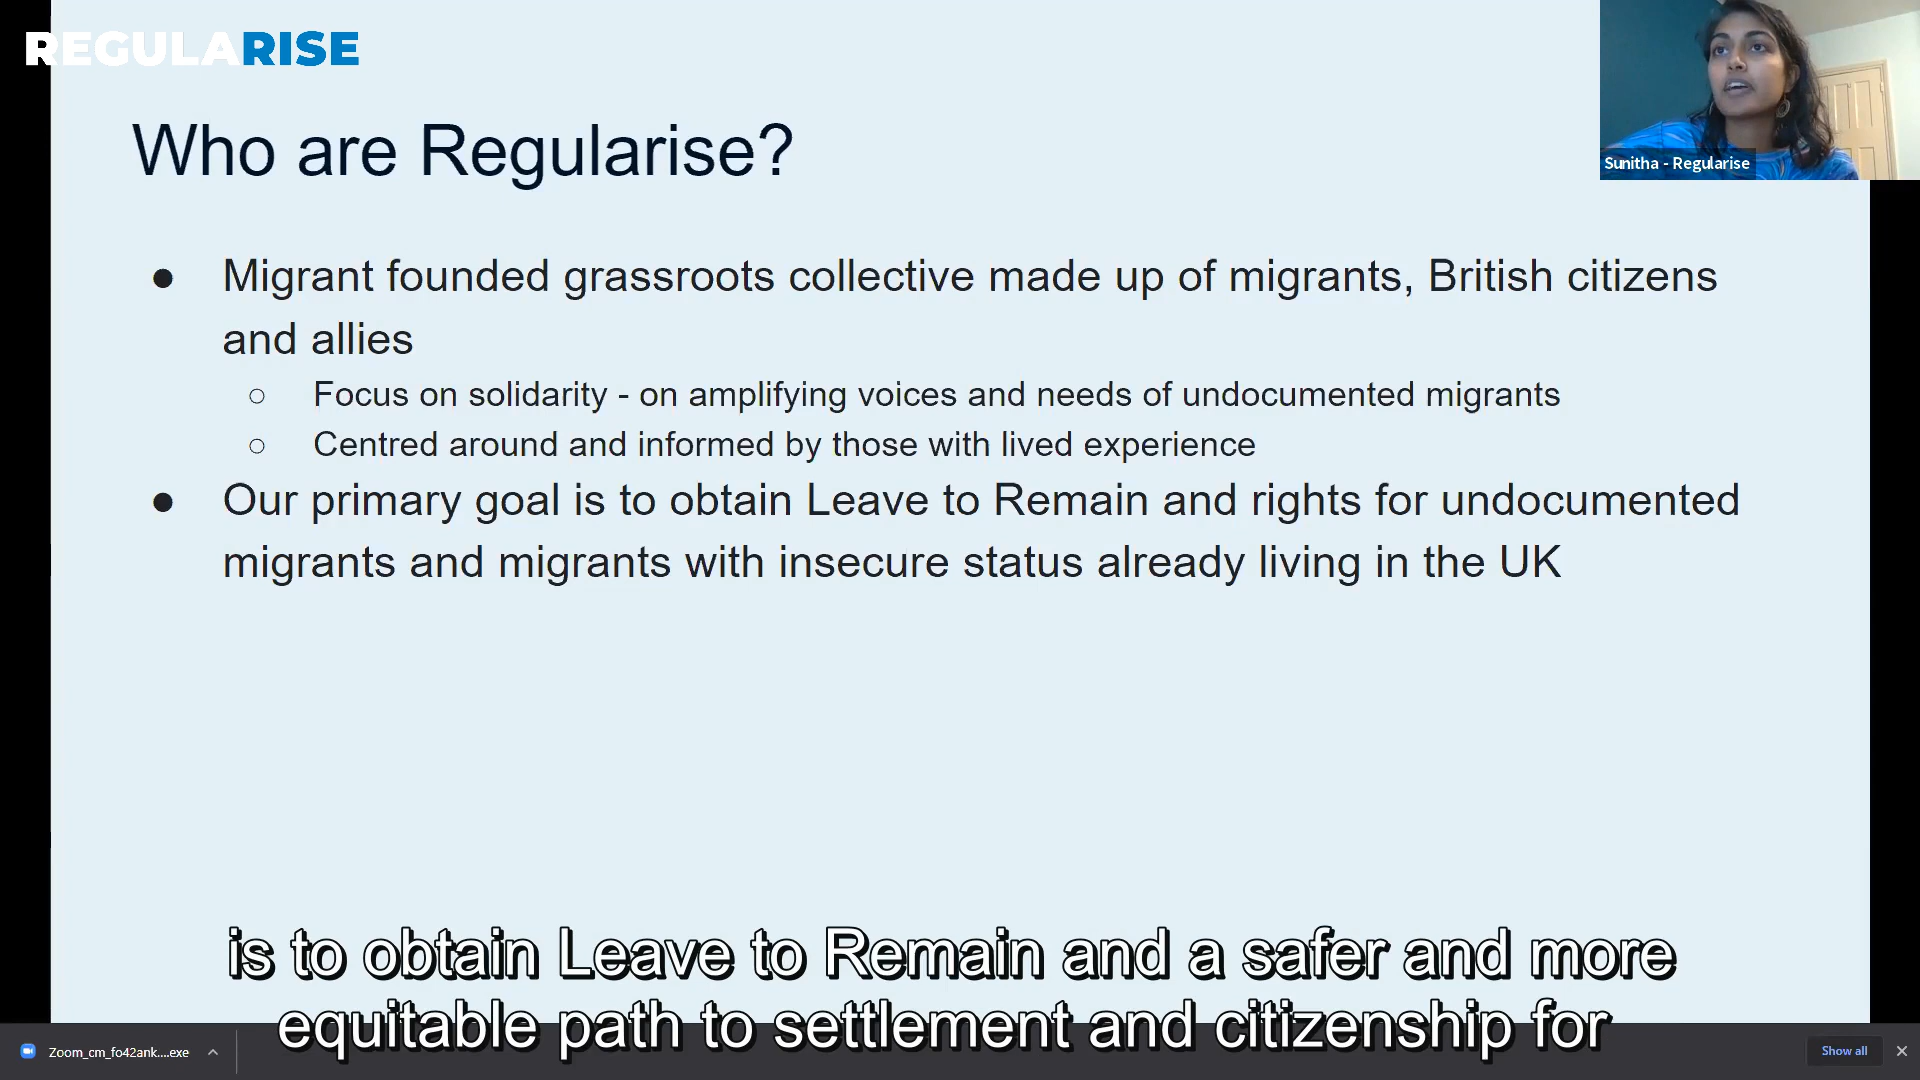 REGULARISE
Sunitha - Regularise
Who are Regularise?
● Migrant founded grassroots collective made up of migrants, British citizens
and allies
○ Focus on solidarity - on amplifying voices and needs of undocumented migrants
○ Centred around and informed by those with lived experience
● Our primary goal is to obtain Leave to Remain and rights for undocumented
migrants and migrants with insecure status already living in the UK
is to obtain Leave to Remain and a safer and more
equitable path to settlement and citizenship for
Zoom_cm_fo42ank....exe
Show all